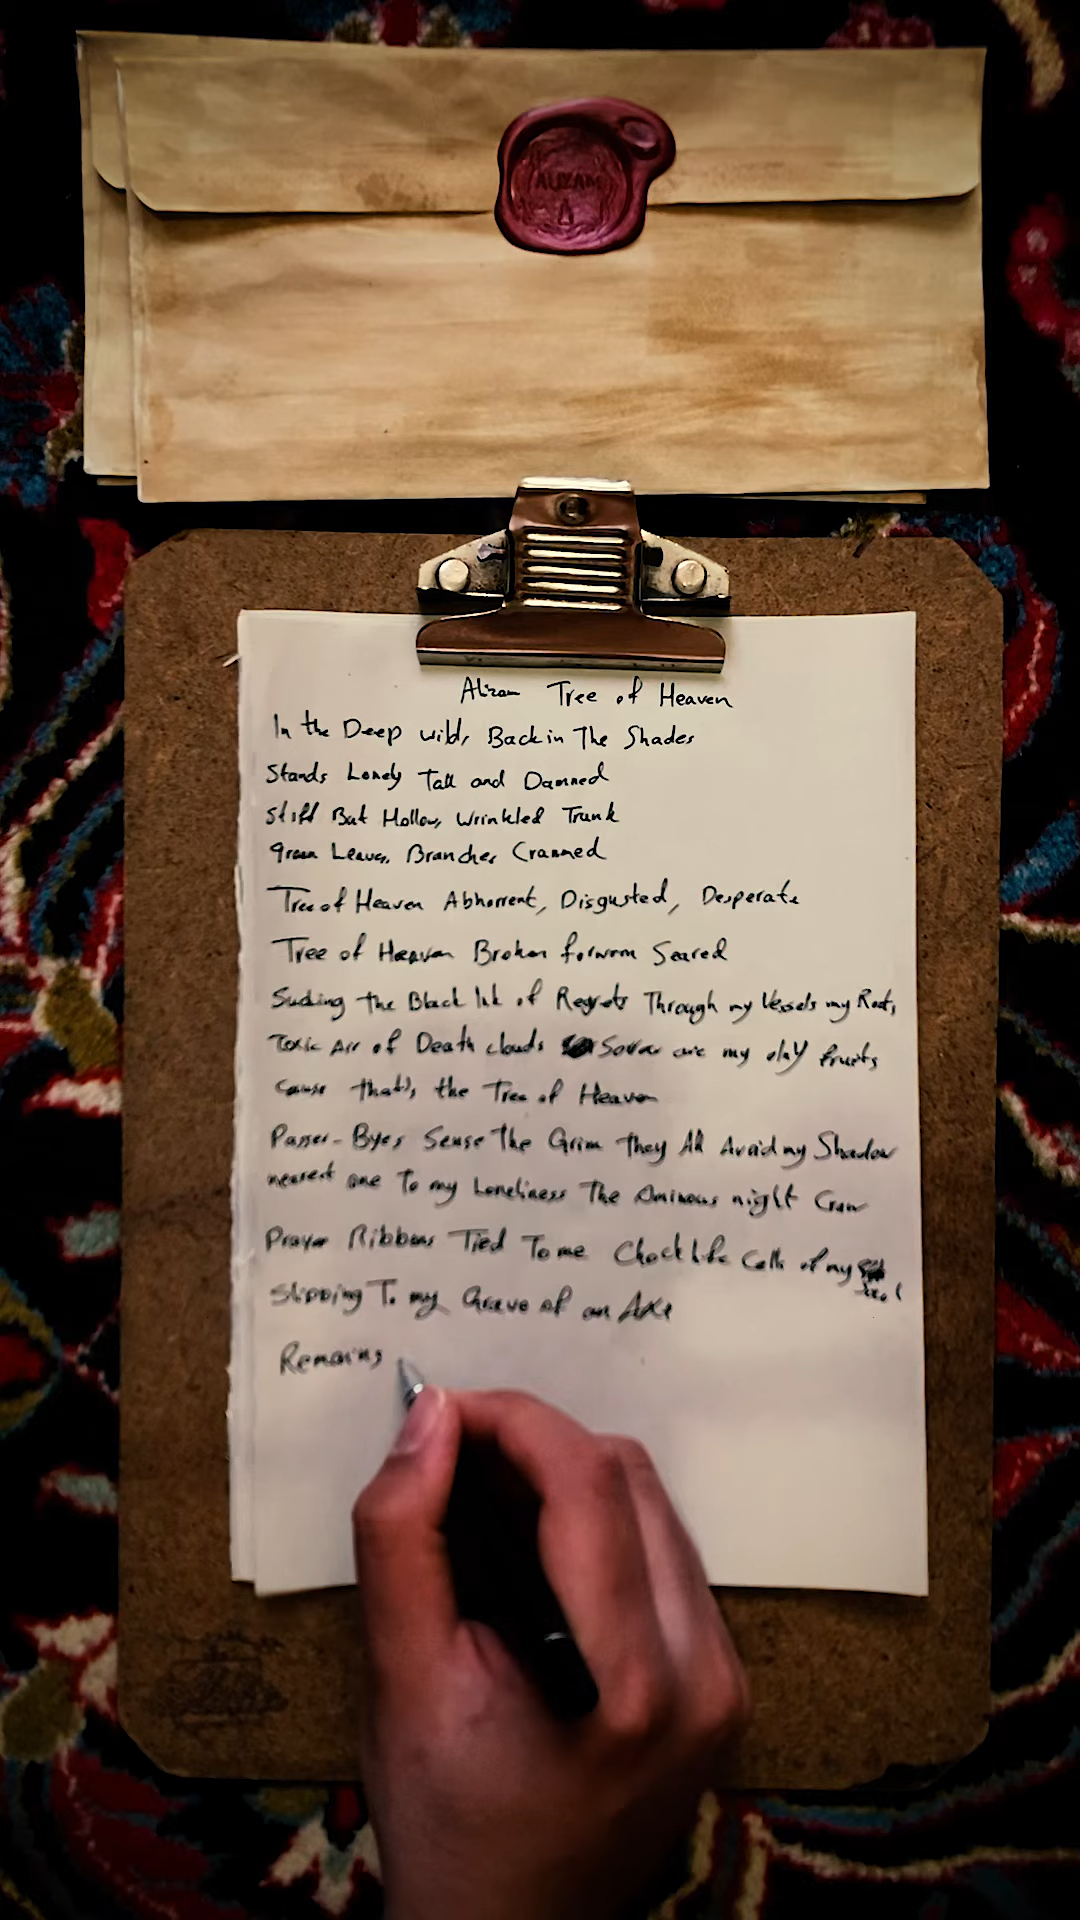 ALIZAM
Alizam Tree of Heaven
In the Deep wilds Back in The Shades
Stands Lonely Tall and Damned
Stiff But Hollow, Wrinkled Trunk
green Leaves, Branches Crammed
Tree of Heaven Abhorrent, Disgusted, Desperate
Tree of Heaven Broken forworn Seared
Sucking the Black Ink of Regrets Through my Vessels my Roots
Toxic Air of Death clouds are my only fruits
cause that's the Tree of Heaven
Passer-Byes Sense The Grim They All Avoid my Shadow
nearest one To my Loneliness The Ominous night Crow
Prayer Ribbons Tied To me Chock life Cells of my
Slipping To my Grave of an Axe
Remains